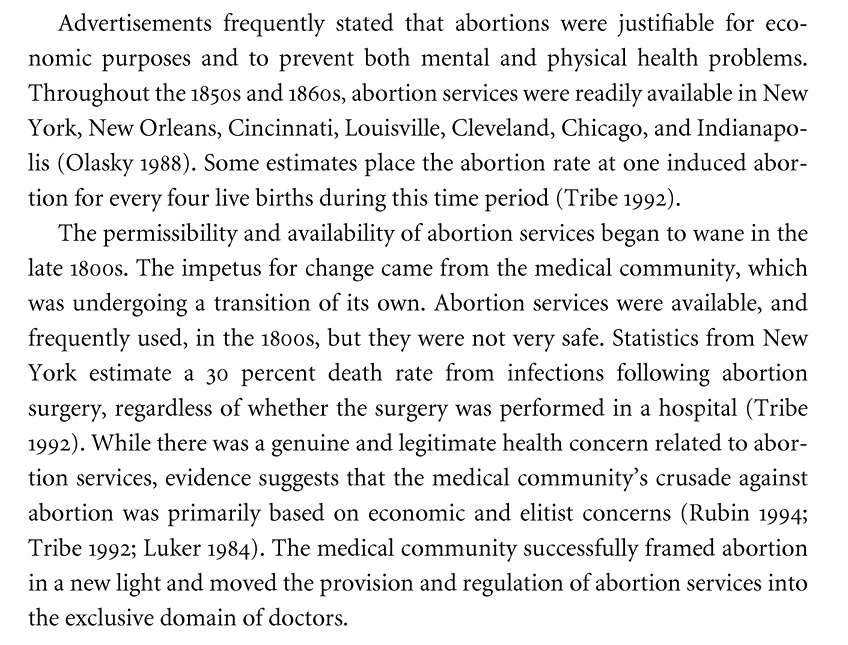 Advertisements frequently stated that abortions were justifiable for eco-
nomic purposes and to prevent both mental and physical health problems.
Throughout the 1850s and 1860s, abortion services were readily available in New
York, New Orleans, Cincinnati, Louisville, Cleveland, Chicago, and Indianapo-
lis (Olasky 1988). Some estimates place the abortion rate at one induced abor-
tion for every four live births during this time period (Tribe 1992).
The permissibility and availability of abortion services began to wane in the
late 1800s. The impetus for change came from the medical community, which
was undergoing a transition of its own. Abortion services were available, and
frequently used, in the 1800s, but they were not very safe. Statistics from New
York estimate a 30 percent death rate from infections following abortion
surgery, regardless of whether the surgery was performed in a hospital (Tribe
1992). While there was a genuine and legitimate health concern related to abor-
tion services, evidence suggests that the medical community’s crusade against
abortion was primarily based on economic and elitist concerns (Rubin 1994;
Tribe 1992; Luker 1984). The medical community successfully framed abortion
in a new light and moved the provision and regulation of abortion services into
the exclusive domain of doctors.